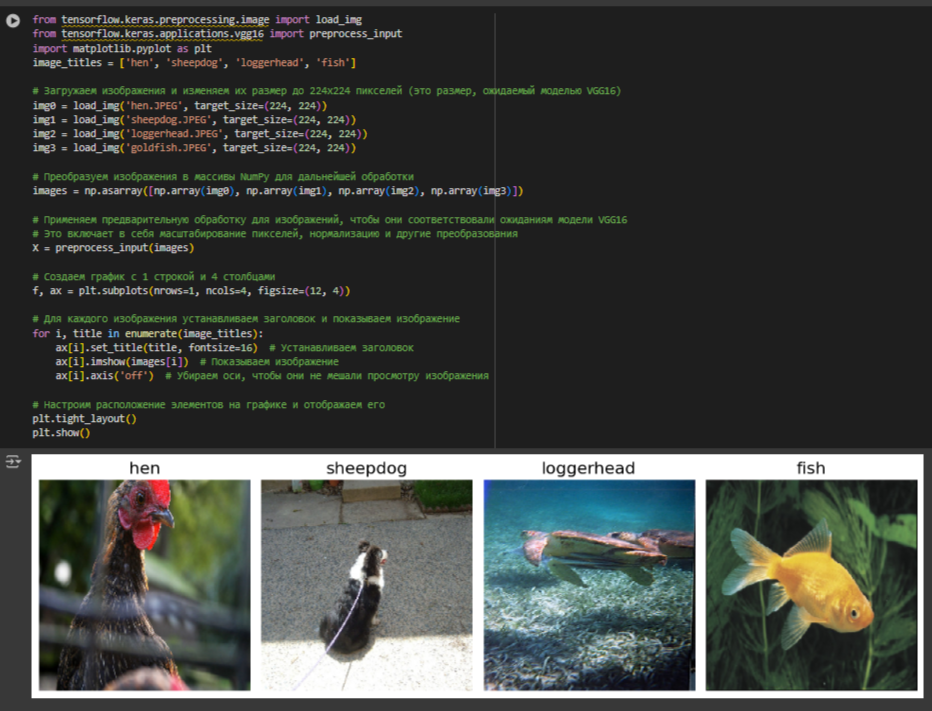 from tensorflow.keras.preprocessing.image import load_img
from tensorflow.keras.applications.vgg16 import preprocess_input
import matplotlib.pyplot as plt
image_titles = ['hen', 'sheepdog', 'loggerhead', 'fish']
# Загружаем изображения и изменяем их размер до 224x224 пикселей (это размер, ожидаемый моделью VGG16)
img0 = load_img('hen.JPEG', target_size=(224, 224))
img1 = load_img('sheepdog.JPEG', target_size=(224, 224))
img2 = load_img('loggerhead.JPEG', target_size=(224, 224))
img3 = load_img('goldfish.JPEG', target_size=(224, 224))
# Преобразуем изображения в массивы NumPy для дальнейшей обработки
images = np.asarray([np.array(img0), np.array(img1), np.array(img2), np.array(img3)])
# Применяем предварительную обработку для изображений, чтобы они соответствовали ожиданиям модели VGG16
# Это включает в себя масштабирование пикселей, нормализацию и другие преобразования
X = preprocess_input(images)
# Создаем график с 1 строкой и 4 столбцами
f, ax = plt.subplots(nrows=1, ncols=4, figsize=(12, 4))
# Для каждого изображения устанавливаем заголовок и показываем изображение
for i, title in enumerate(image_titles):
    ax[i].set_title(title, fontsize=16)  # Устанавливаем заголовок
    ax[i].imshow(images[i])  # Показываем изображение
    ax[i].axis('off')  # Убираем оси, чтобы они не мешали просмотру изображения
# Настроим расположение элементов на графике и отображаем его
plt.tight_layout()
plt.show()
hen sheepdog loggerhead fish